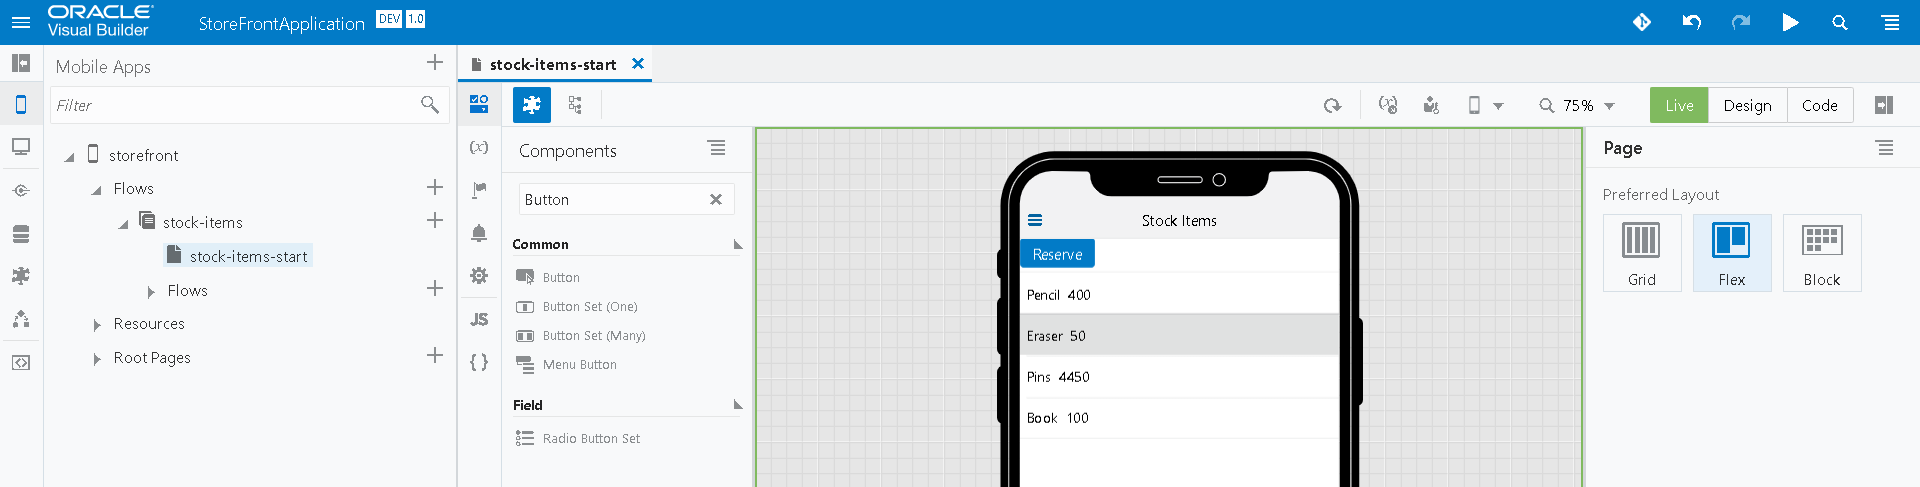 ORACLE
Visual Builder
StoreFrontApplication DEV 1.0
Mobile Apps
Filter
storefront
Flows
stock-items
stock-items-start
Flows
Resources
Root Pages
stock-items-start
75%
Live Design Code
(x)
JS
{ }
Components
Button
Common
Button
Button Set (One)
Button Set (Many)
Menu Button
Field
Radio Button Set
Stock Items
Reserve
Pencil 400
Eraser 50
Pins 4450
Book 100
Page
Preferred Layout
Grid Flex Block